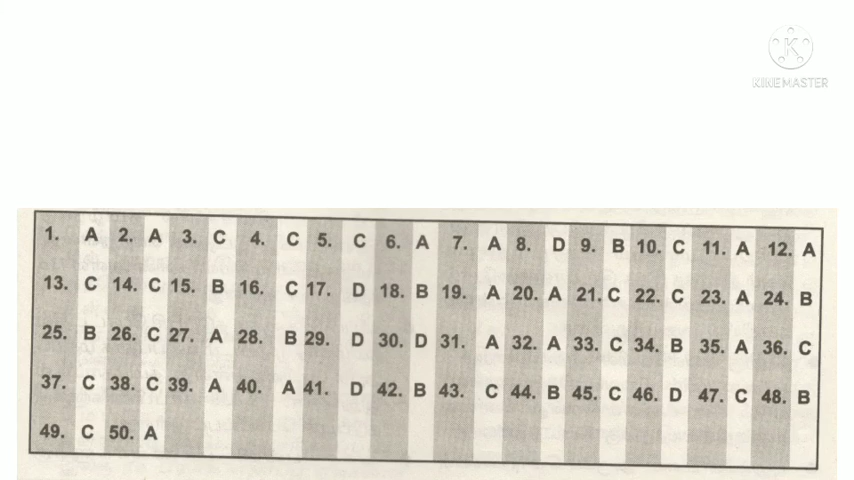 K
KINEMASTER
1. A 2. A 3. C 4. C 5. C 6. A 7. A 8. D 9. B 10. C 11. A 12. A
13. C 14. C 15. B 16. C 17. D 18. B 19. A 20. A 21. C 22. C 23. A 24. B
25. B 26. C 27. A 28. B 29. D 30. D 31. A 32. A 33. C 34. B 35. A 36. C
37. C 38. C 39. A 40. A 41. D 42. B 43. C 44. B 45. C 46. D 47. C 48. B
49. C 50. A